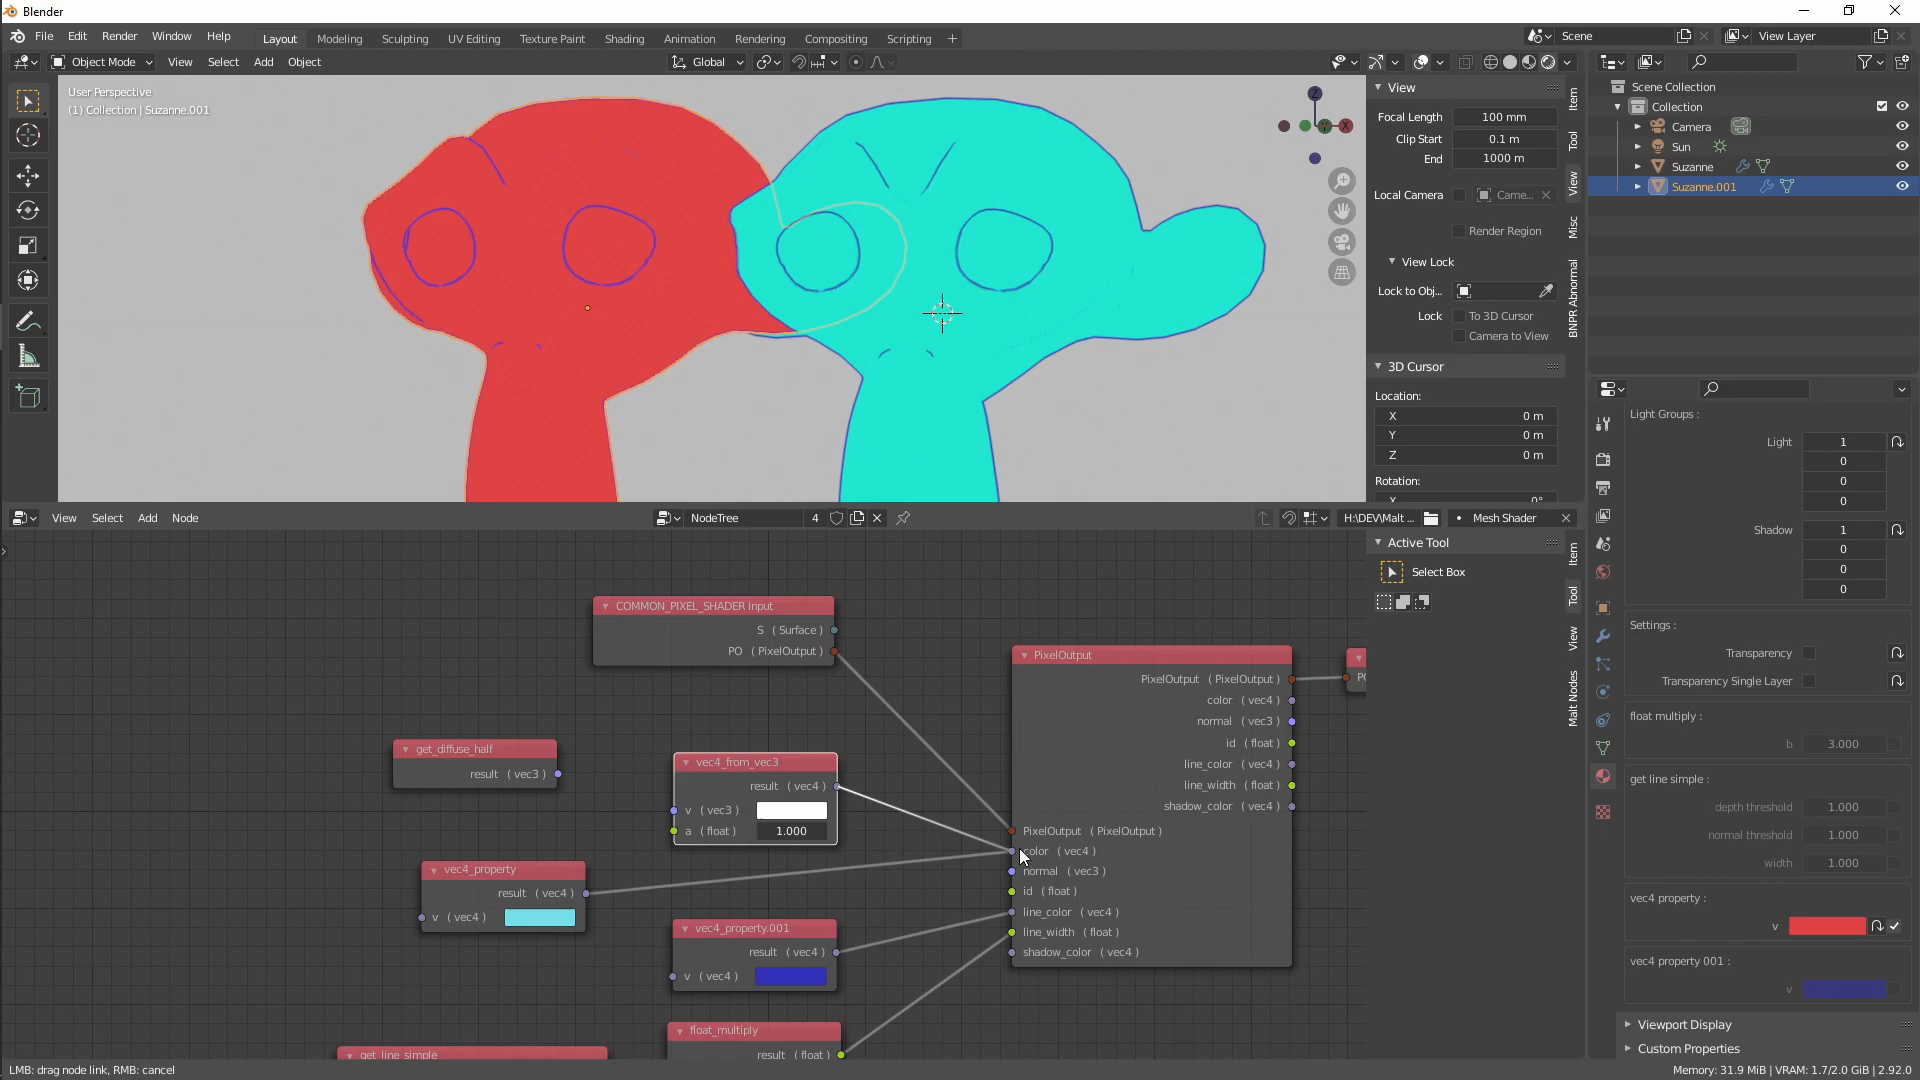 Blender
File Edit Render Window Help
Layout Modeling Sculpting UV Editing Texture Paint Shading Animation Rendering Compositing Scripting +
Scene View Layer
Object Mode View Select Add Object Global
User Perspective
(1) Collection | Suzanne.001
Z
Y X
View
Focal Length 100 mm
Clip Start 0.1 m
End 1000 m
Local Camera Came...
Render Region
View Lock
Lock to Obj...
Lock To 3D Cursor
Camera to View
3D Cursor
Location:
X 0 m
Y 0 m
Z 0 m
Rotation:
X 0°
Item
Tool
View
Misc
BNPR Abnormal
Scene Collection
Collection
Camera
Sun
Suzanne
Suzanne.001
Light Groups :
Light 1
0
0
0
Shadow 1
0
0
0
Settings :
Transparency
Transparency Single Layer
float multiply :
b 3.000
get line simple :
depth threshold 1.000
normal threshold 1.000
width 1.000
vec4 property :
v
vec4 property 001 :
v
Viewport Display
Custom Properties
View Select Add Node NodeTree 4 H:\DEV\Malt ... Mesh Shader
Active Tool
Select Box
Item
Tool
View
Malt Nodes
COMMON_PIXEL_SHADER Input
S ( Surface )
PO ( PixelOutput )
get_diffuse_half
result ( vec3 )
vec4_from_vec3
result ( vec4 )
v ( vec3 )
a ( float ) 1.000
vec4_property
result ( vec4 )
v ( vec4 )
vec4_property.001
result ( vec4 )
v ( vec4 )
float_multiply
result ( float )
get_line_simple
PixelOutput
PixelOutput ( PixelOutput )
color ( vec4 )
normal ( vec3 )
id ( float )
line_color ( vec4 )
line_width ( float )
shadow_color ( vec4 )
PixelOutput ( PixelOutput )
color ( vec4 )
normal ( vec3 )
id ( float )
line_color ( vec4 )
line_width ( float )
shadow_color ( vec4 )
PO
LMB: drag node link, RMB: cancel
Memory: 31.9 MiB | VRAM: 1.7/2.0 GiB | 2.92.0